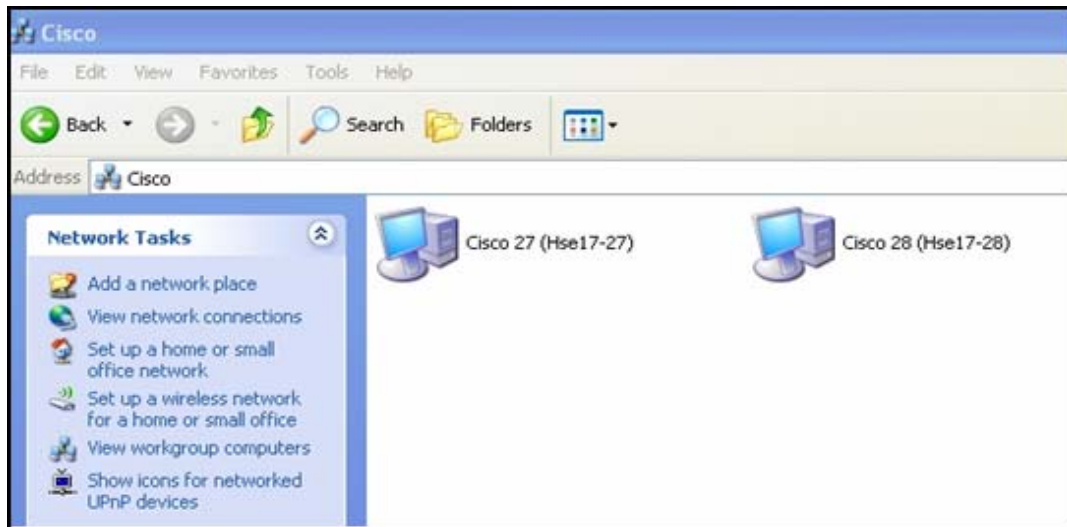 Cisco
File Edit View Favorites Tools Help
Back Search Folders
Address Cisco
Network Tasks
Add a network place
View network connections
Set up a home or small
office network
Set up a wireless network
for a home or small office
View workgroup computers
Show icons for networked
UPnP devices
Cisco 27 (Hse17-27)
Cisco 28 (Hse17-28)